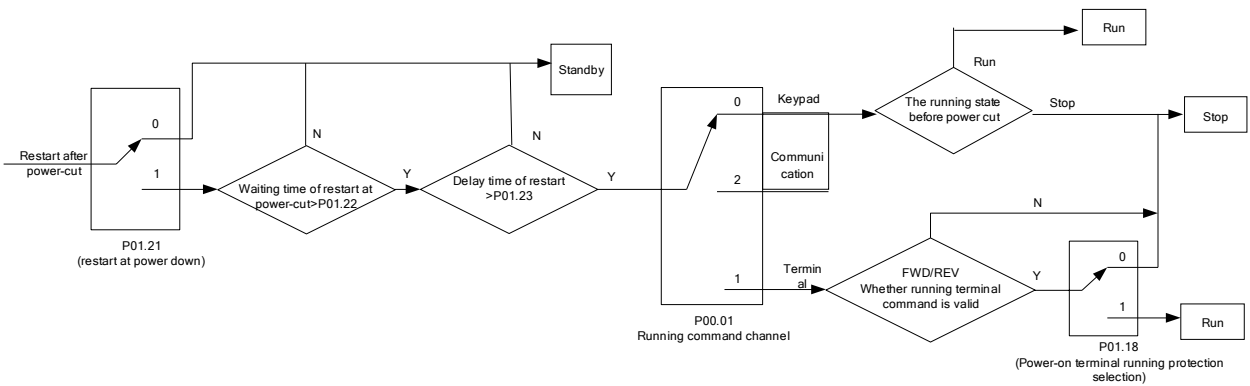 Restart after
power-cut
0
1
P01.21
(restart at power down)
N
Waiting time of restart at
power-cut>P01.22
Y
N
Delay time of restart
>P01.23
Y
Standby
0
2
1
P00.01
Running command channel
Keypad
Communi
cation
Termin
al
The running state
before power cut
Run
Run
Stop
Stop
N
FWD/REV
Whether running terminal
command is valid
Y
0
1
P01.18
(Power-on terminal running protection
selection)
Run